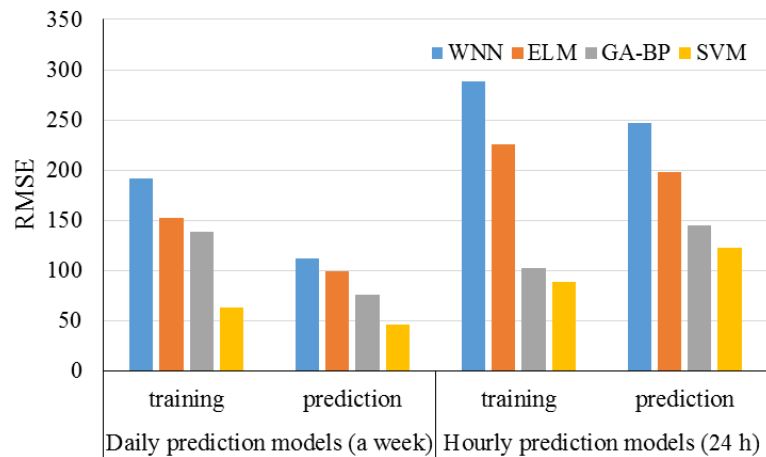 350
300
250
200
150
100
50
0
RMSE
WNN ELM GA-BP SVM
training prediction training prediction
Daily prediction models (a week) Hourly prediction models (24 h)